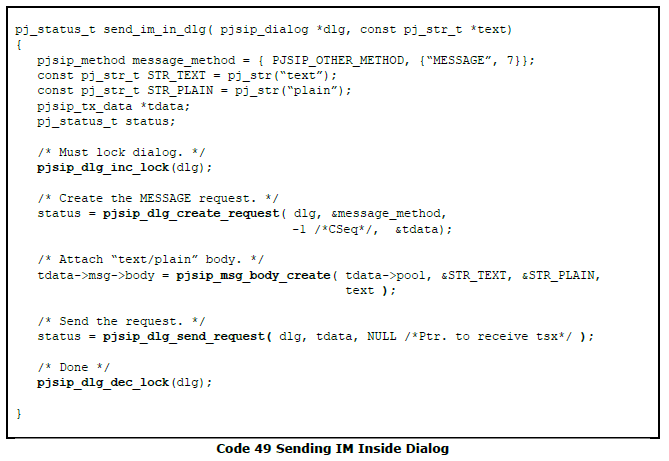 pj_status_t send_im_in_dlg( pjsip_dialog *dlg, const pj_str_t *text)
{
   pjsip_method message_method = { PJSIP_OTHER_METHOD, {“MESSAGE”, 7}};
   const pj_str_t STR_TEXT = pj_str(“text”);
   const pj_str_t STR_PLAIN = pj_str(“plain”);
   pjsip_tx_data *tdata;
   pj_status_t status;

   /* Must lock dialog. */
   pjsip_dlg_inc_lock(dlg);

   /* Create the MESSAGE request. */
   status = pjsip_dlg_create_request( dlg, &message_method,
                                      -1 /*CSeq*/,  &tdata);

   /* Attach “text/plain” body. */
   tdata->msg->body = pjsip_msg_body_create( tdata->pool, &STR_TEXT, &STR_PLAIN,
                                             text );

   /* Send the request. */
   status = pjsip_dlg_send_request( dlg, tdata, NULL /*Ptr. to receive tsx*/ );

   /* Done */
   pjsip_dlg_dec_lock(dlg);

}
Code 49 Sending IM Inside Dialog